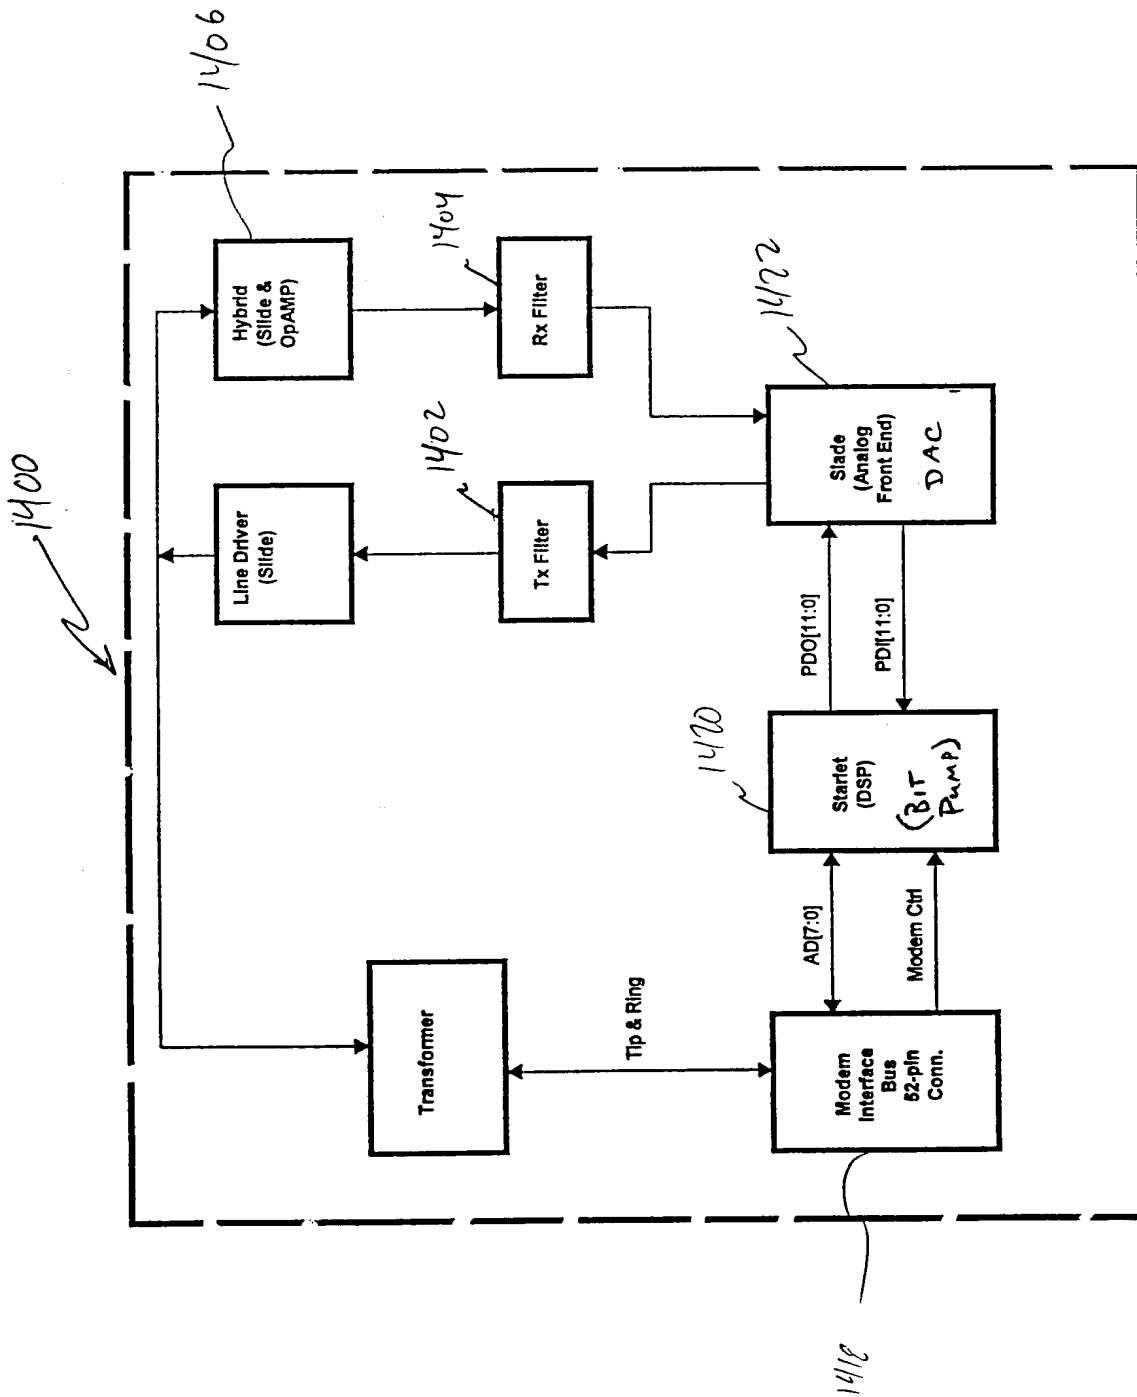 1400
Transformer
Line Driver
(Slide)
Hybrid
(Slide &
OpAMP)
1406
1402
1404
Tx Filter
Rx Filter
Tip & Ring
Modem
Interface
Bus
52-pin
Conn.
AD[7:0]
Modem Ctrl
1420
Starlet
(DSP)
(BIT
PUMP)
PDO[11:0]
PDI[11:0]
1422
Slade
(Analog
Front End)
DAC
1418